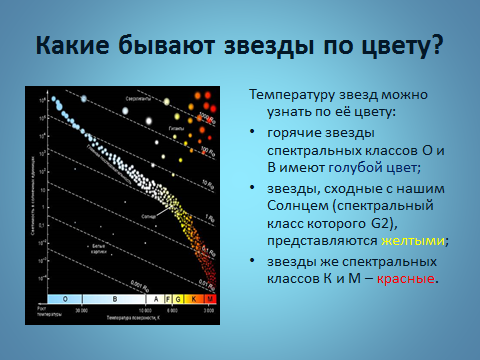 Какие бывают звезды по цвету?
Температуру звезд можно
узнать по её цвету:
• горячие звезды
спектральных классов О и
В имеют голубой цвет;
• звезды, сходные с нашим
Солнцем (спектральный
класс которого G2),
представляются желтыми;
• звезды же спектральных
классов К и М – красные.
Сверхгиганты
Гиганты
Солнце
Белые
карлики
1000 R☉
100 R☉
10 R☉
1 R☉
0,1 R☉
0,01 R☉
0,001 R☉
O B A F G K M
Рост
температуры
30 000 10 000 6 000 3 000
Температура поверхности, К